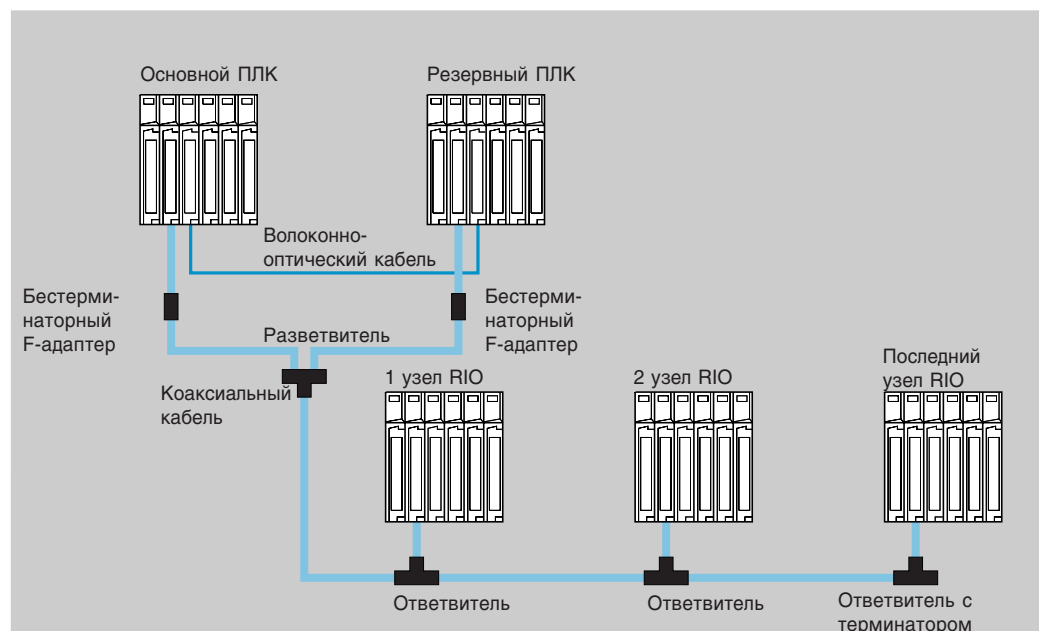 Основной ПЛК
Резервный ПЛК
Волоконно-
оптический кабель
Бестерми-
наторный
F-адаптер
Бестерми-
наторный
F-адаптер
Разветвитель
Коаксиальный
кабель
1 узел RIO
2 узел RIO
Последний
узел RIO
Ответвитель
Ответвитель
Ответвитель с
терминатором